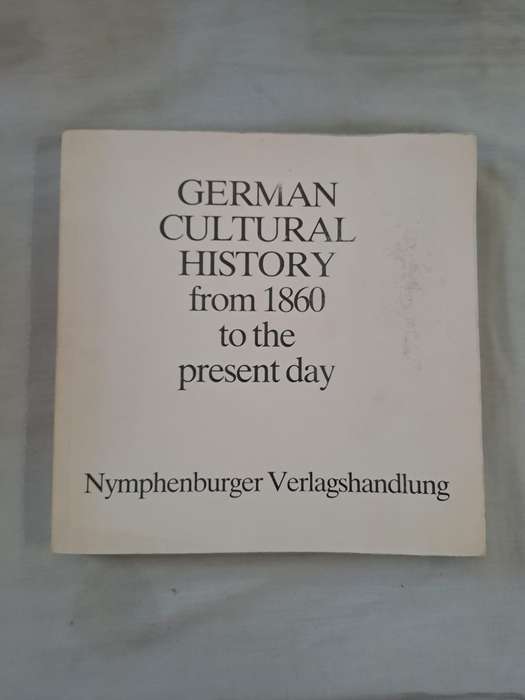 GERMAN
CULTURAL
HISTORY
from 1860
to the
present day
Nymphenburger Verlagshandlung